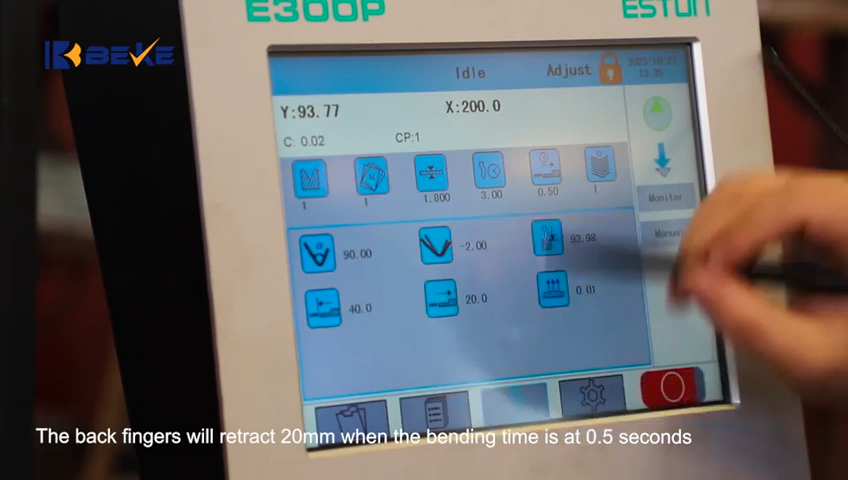 E300P
ESTUN
BEKE
Idle
Adjust
2023/10/23
13:35
Y:93.77
X:200.0
C: 0.02
CP:1
1
1
1.800
3.00
0.50
1
Monitor
90.00
-2.00
93.98
40.0
20.0
0.01
The back fingers will retract 20mm when the bending time is at 0.5 seconds